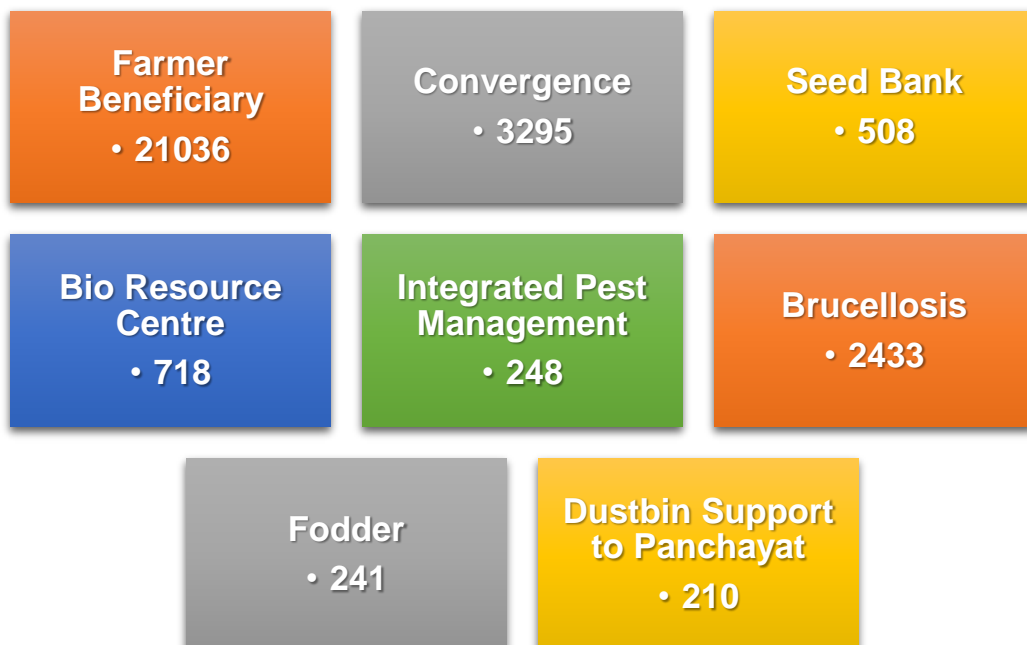 Farmer
Beneficiary
• 21036
Convergence
• 3295
Seed Bank
• 508
Bio Resource
Centre
• 718
Integrated Pest
Management
• 248
Brucellosis
• 2433
Fodder
• 241
Dustbin Support
to Panchayat
• 210